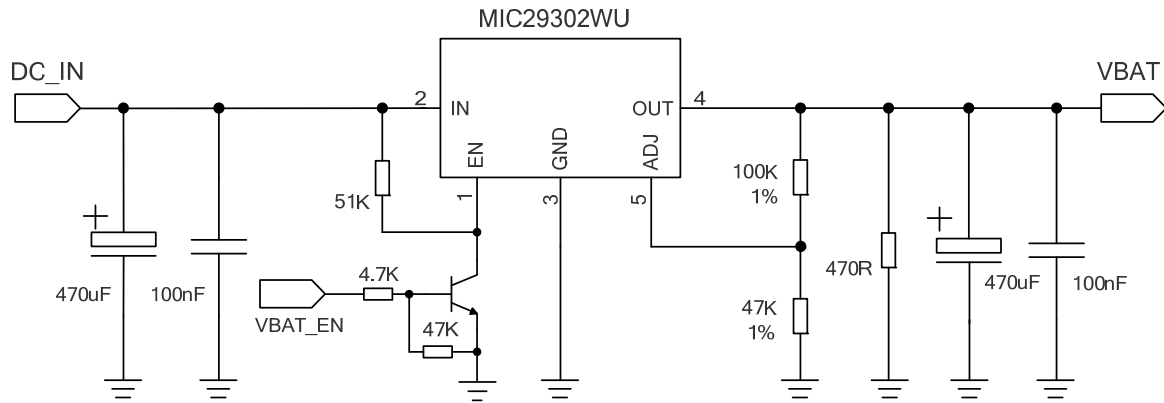 MIC29302WU
DC_IN
VBAT
2
IN
OUT
4
EN
GND
ADJ
1
3
5
51K
100K
1%
+
+
470uF
100nF
4.7K
VBAT_EN
47K
470R
470uF
100nF
47K
1%